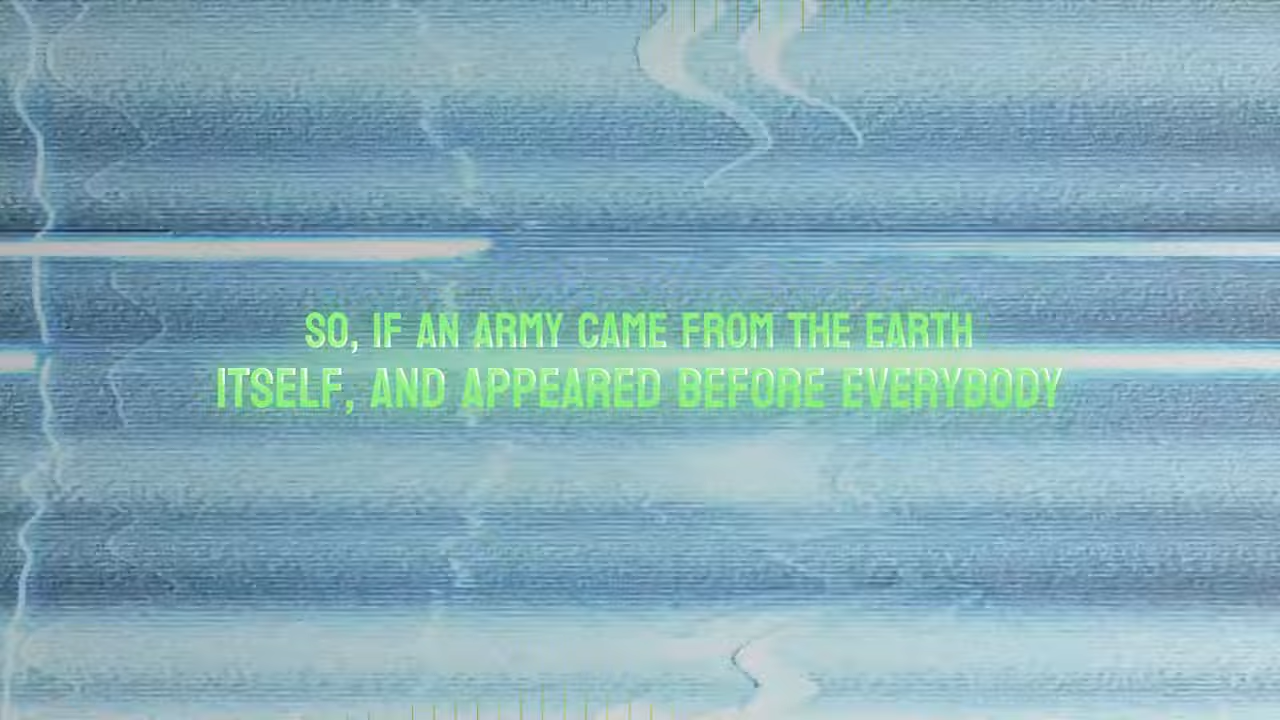 SO, IF AN ARMY CAME FROM THE EARTH
ITSELF, AND APPEARED BEFORE EVERYBODY